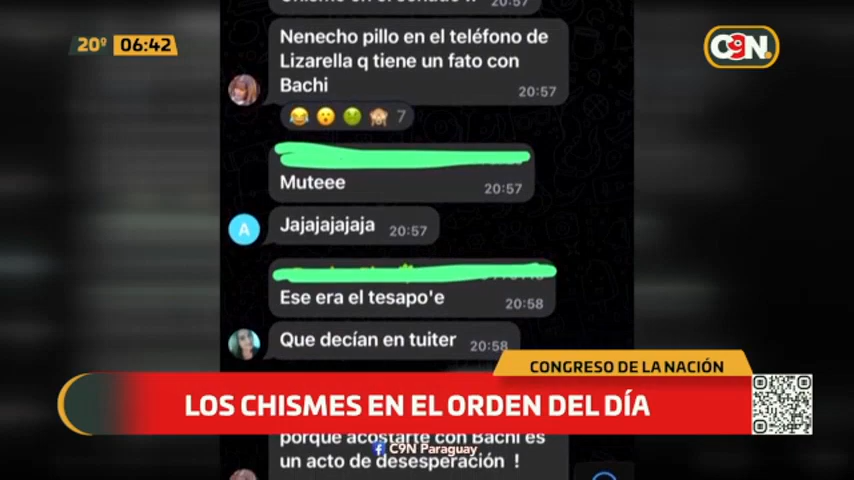 20:57
20º 06:42
C9N.
Nenecho pillo en el teléfono de
Lizarella q tiene un fato con
Bachi
20:57
7
Muteee
20:57
A
Jajajajajaja
20:57
Ese era el tesapo'e
20:58
Que decían en tuiter
20:58
CONGRESO DE LA NACIÓN
LOS CHISMES EN EL ORDEN DEL DÍA
porque acostarte con Bachi es
C9N Paraguay
un acto de desesperación !